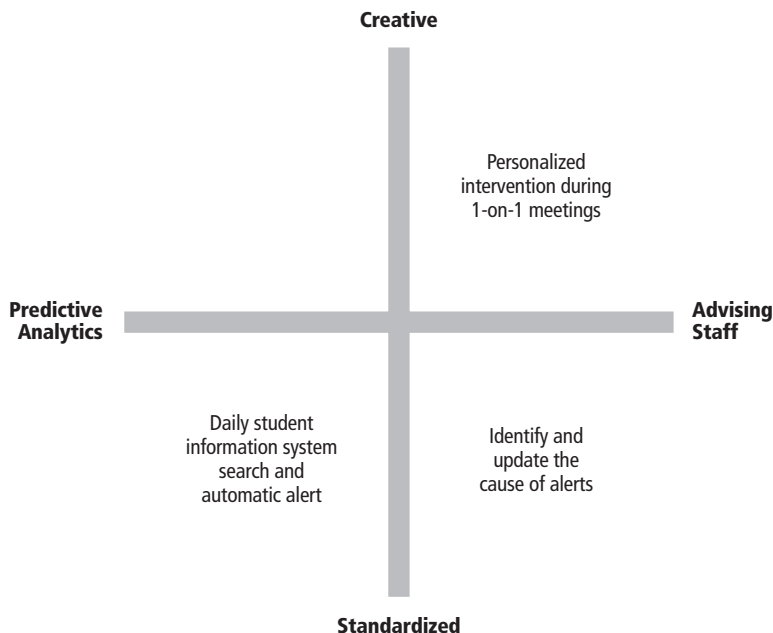 Creative
Personalized
intervention during
1-on-1 meetings
Predictive
Analytics
Advising
Staff
Daily student
information system
search and
automatic alert
Identify and
update the
cause of alerts
Standardized